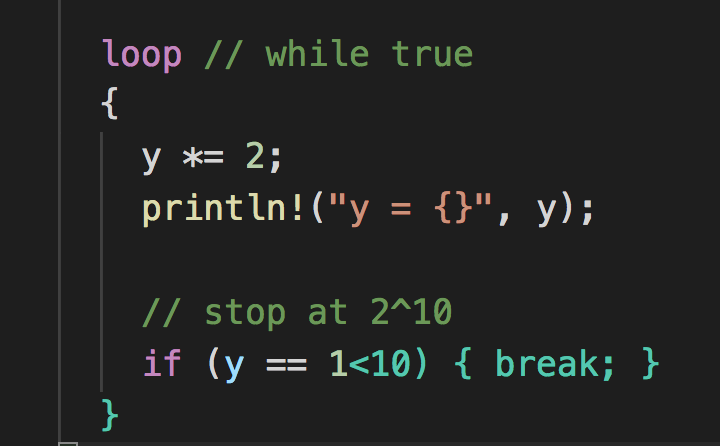 loop // while true
{
y *= 2;
println!("y = {}", y);
// stop at 2^10
if (y == 1<10) { break; }
}